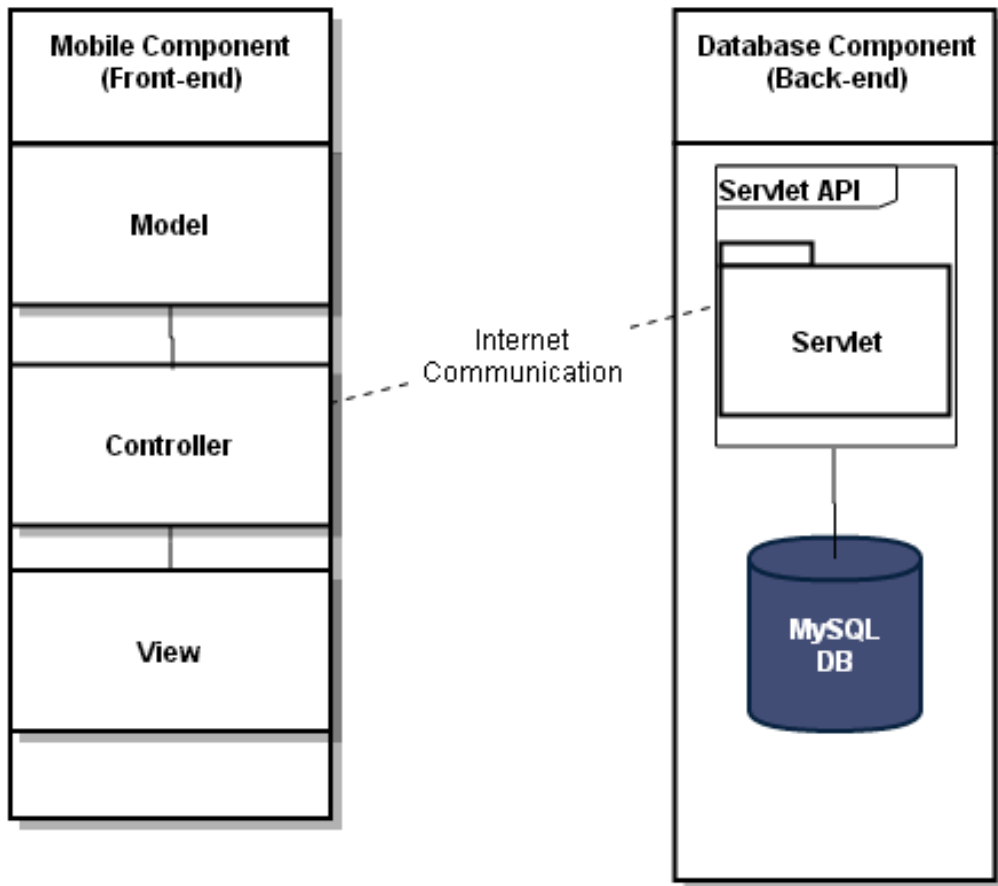 Mobile Component
(Front-end)
Model
Controller
View
Internet
Communication
Database Component
(Back-end)
Servlet API
Servlet
MySQL
DB